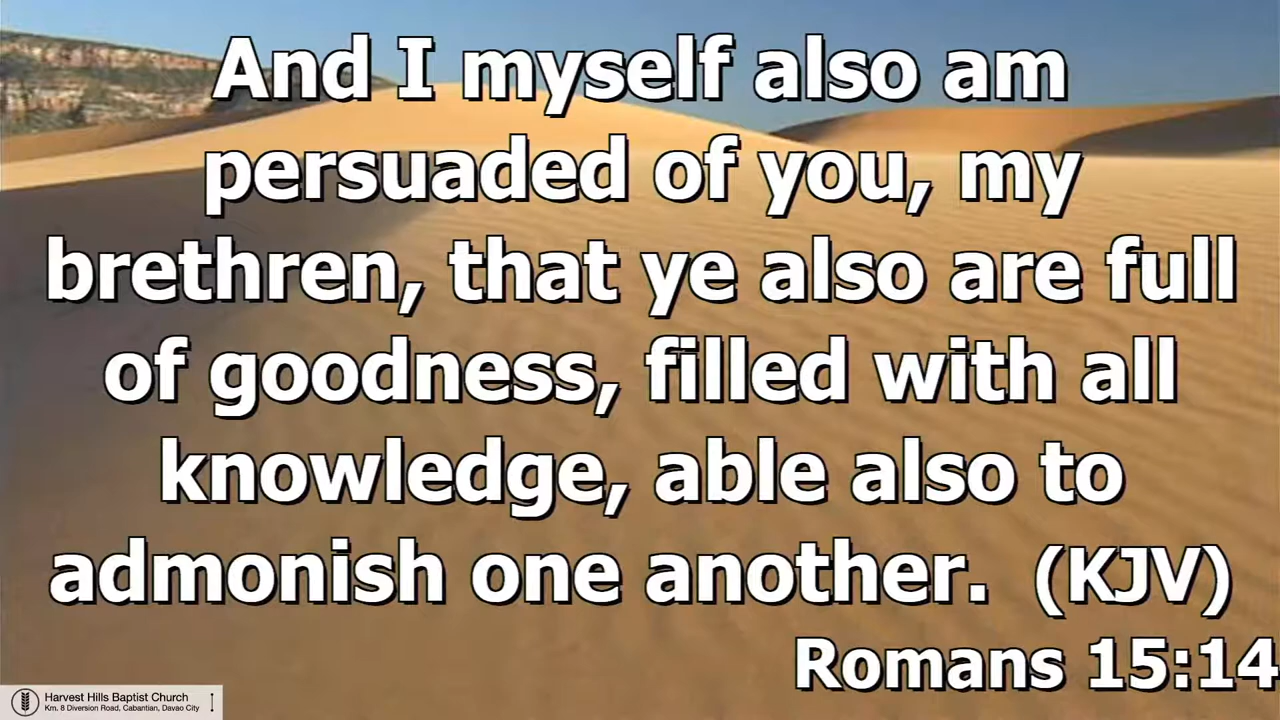 And I myself also am
persuaded of you, my
brethren, that ye also are full
of goodness, filled with all
knowledge, able also to
admonish one another. (KJV)
Romans 15:14
Harvest Hills Baptist Church
Km. 8 Diversion Road, Cabantian, Davao City